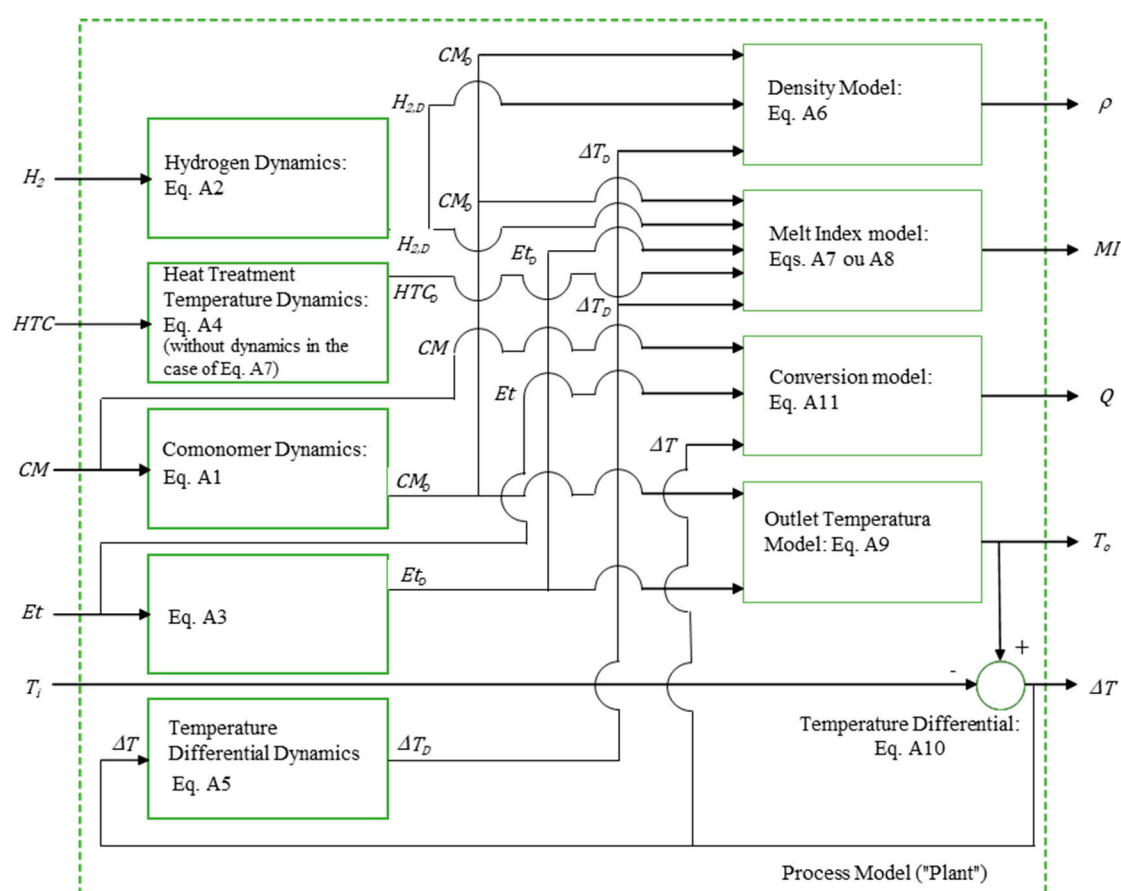 CM_D
Density Model:
Eq. A6
ρ
H_2,D
Hydrogen Dynamics:
Eq. A2
H_2
ΔT_D
CM_D
H_2,D
Et_D
Melt Index model:
Eqs. A7 ou A8
MI
Heat Treatment
Temperature Dynamics:
Eq. A4
(without dynamics in the
case of Eq. A7)
HTC
HTC_D
ΔT_D
CM
Conversion model:
Eq. A11
Q
Et
ΔT
Comonomer Dynamics:
Eq. A1
CM
CM_D
Outlet Temperatura
Model: Eq. A9
T_o
Et_D
Eq. A3
Et
+
-
T_i
ΔT
Temperature Differential:
Eq. A10
Temperature
Differential Dynamics
Eq. A5
ΔT
ΔT_D
Process Model ("Plant")